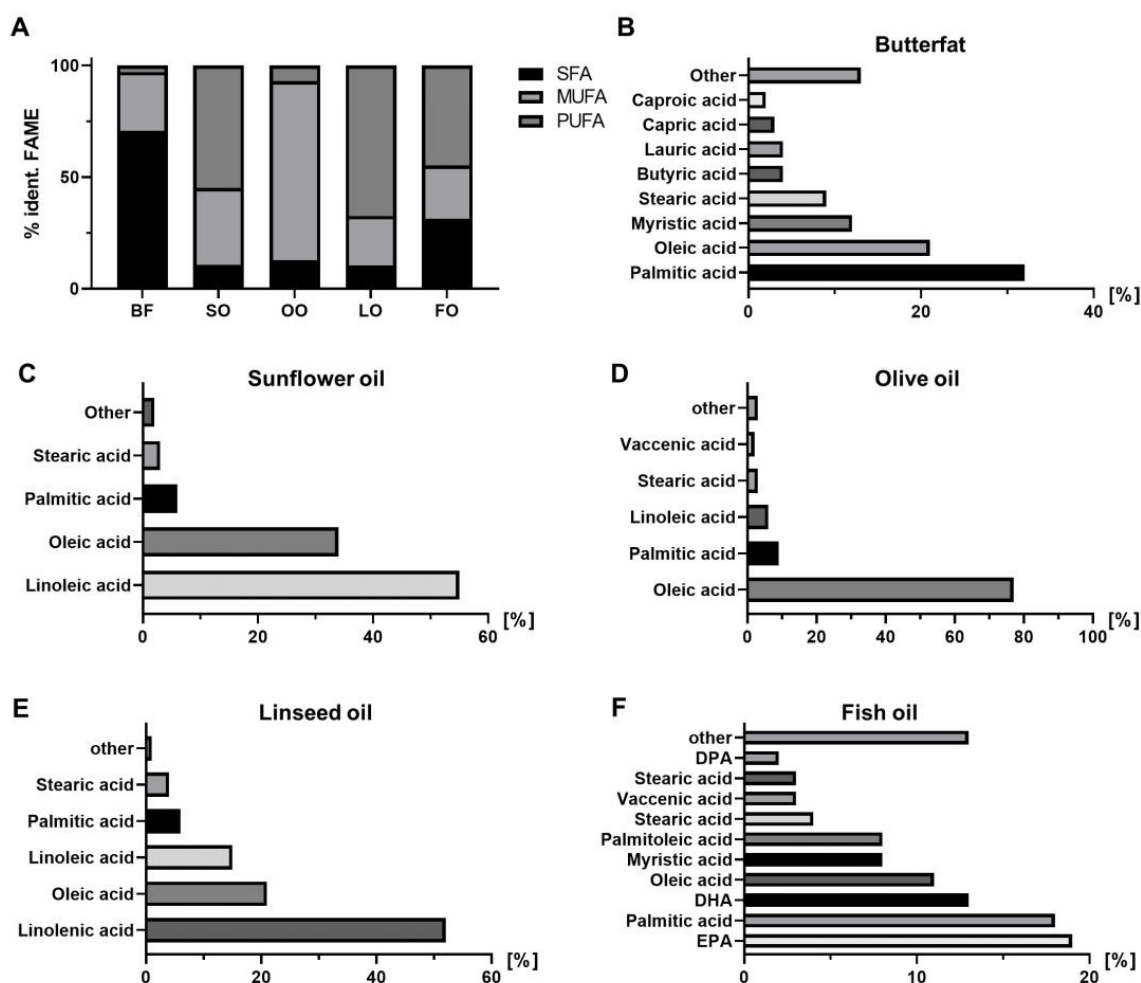 A
% ident. FAME
100
50
0
BF SO OO LO FO
SFA
MUFA
PUFA
B
Butterfat
Other
Caproic acid
Capric acid
Lauric acid
Butyric acid
Stearic acid
Myristic acid
Oleic acid
Palmitic acid
0 20 40 [%]
C
Sunflower oil
Other
Stearic acid
Palmitic acid
Oleic acid
Linoleic acid
0 20 40 60 [%]
D
Olive oil
other
Vaccenic acid
Stearic acid
Linoleic acid
Palmitic acid
Oleic acid
0 20 40 60 80 100 [%]
E
Linseed oil
other
Stearic acid
Palmitic acid
Linoleic acid
Oleic acid
Linolenic acid
0 20 40 60 [%]
F
Fish oil
other
DPA
Stearic acid
Vaccenic acid
Stearic acid
Palmitoleic acid
Myristic acid
Oleic acid
DHA
Palmitic acid
EPA
0 10 20 [%]